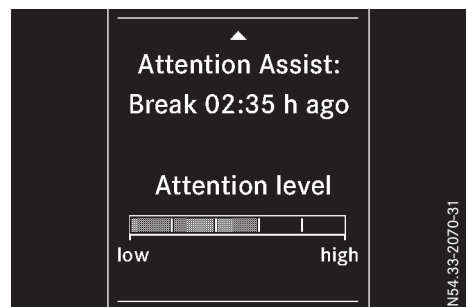 Attention Assist:
Break 02:35 h ago
Attention level
low high
N54.33-2070-31